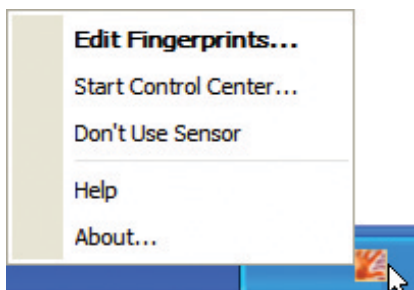 Edit Fingerprints...
Start Control Center...
Don't Use Sensor
Help
About...